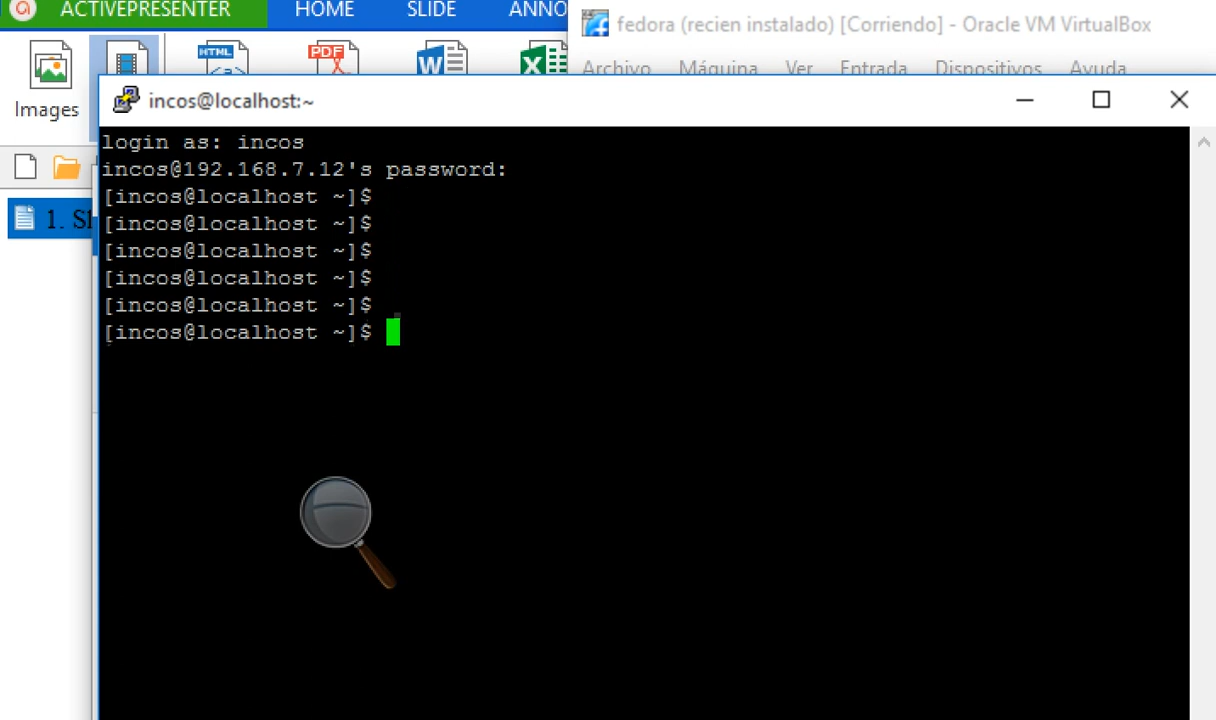 ACTIVEPRESENTER HOME SLIDE ANNO
fedora (recien instalado) [Corriendo] - Oracle VM VirtualBox
Archivo Máquina Ver Entrada Dispositivos Ayuda
HTML PDF
Images
incos@localhost:~
login as: incos
incos@192.168.7.12's password:
[incos@localhost ~]$
[incos@localhost ~]$
[incos@localhost ~]$
[incos@localhost ~]$
[incos@localhost ~]$
[incos@localhost ~]$
1. Sl